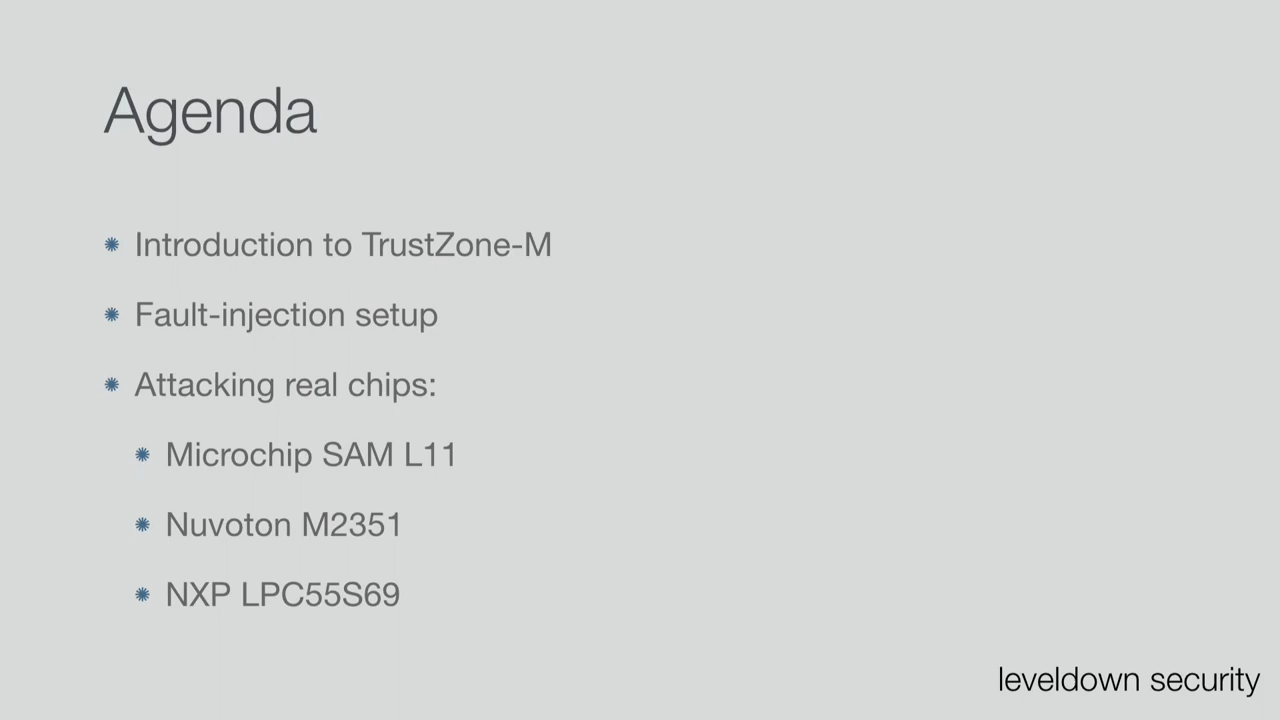 Agenda
Introduction to TrustZone-M
Fault-injection setup
Attacking real chips:
Microchip SAM L11
Nuvoton M2351
NXP LPC55S69
leveldown security